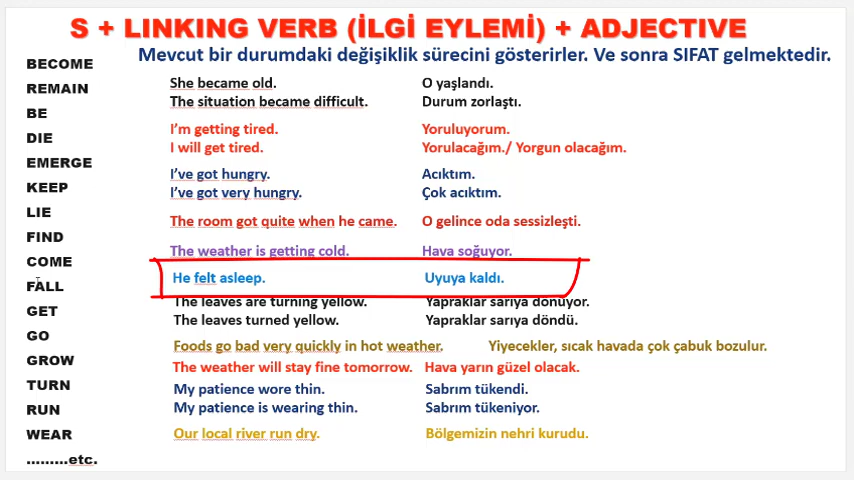 S + LINKING VERB (İLGİ EYLEMİ) + ADJECTIVE
Mevcut bir durumdaki değişiklik sürecini gösterirler. Ve sonra SIFAT gelmektedir.
BECOME
REMAIN
BE
DIE
EMERGE
KEEP
LIE
FIND
COME
FALL
GET
GO
GROW
TURN
RUN
WEAR
.........etc.
She became old. O yaşlandı.
The situation became difficult. Durum zorlaştı.
I'm getting tired. Yoruluyorum.
I will get tired. Yorulacağım./ Yorgun olacağım.
I've got hungry. Acıktım.
I've got very hungry. Çok acıktım.
The room got quite when he came. O gelince oda sessizleşti.
The weather is getting cold. Hava soğuyor.
He felt asleep. Uyuya kaldı.
The leaves are turning yellow. Yapraklar sarıya dönüyor.
The leaves turned yellow. Yapraklar sarıya döndü.
Foods go bad very quickly in hot weather. Yiyecekler, sıcak havada çok çabuk bozulur.
The weather will stay fine tomorrow. Hava yarın güzel olacak.
My patience wore thin. Sabrım tükendi.
My patience is wearing thin. Sabrım tükeniyor.
Our local river run dry. Bölgemizin nehri kurudu.